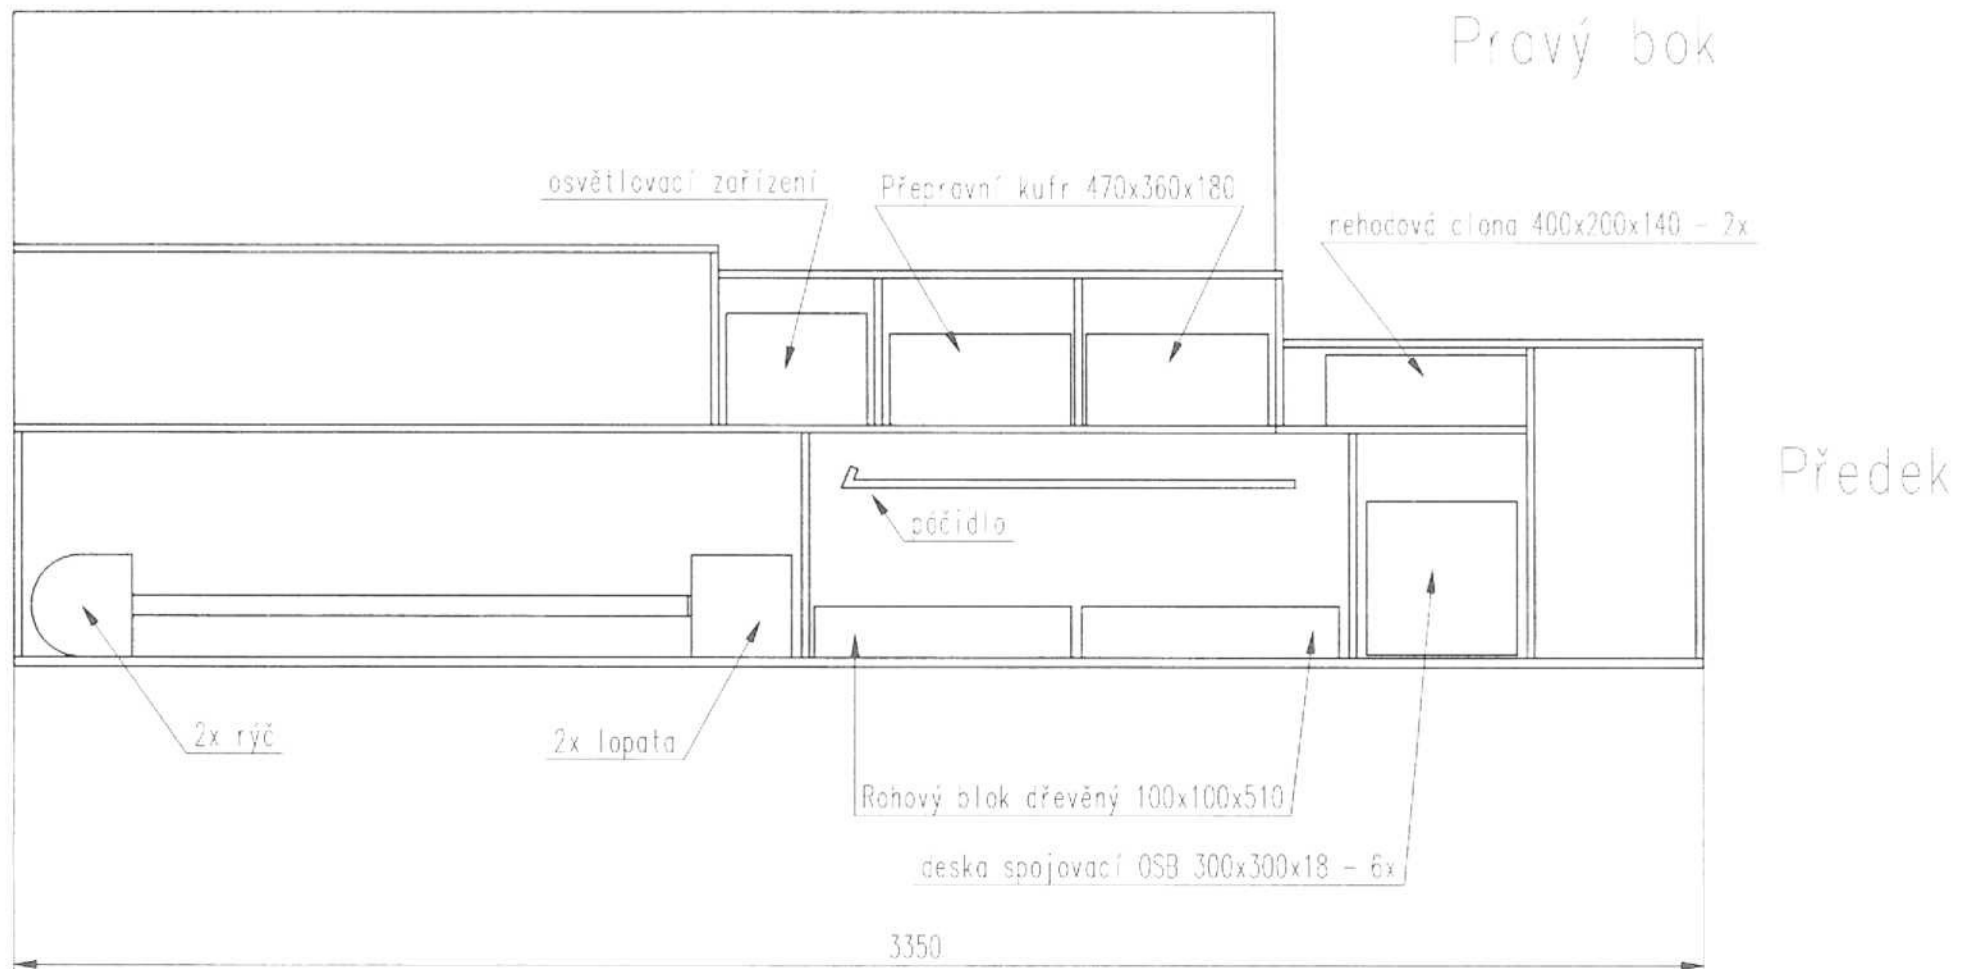 Pravý bok
osvětlovací zařízení
Přepravní kufr 470x360x180
nehodová clona 400x200x140 - 2x
Předek
páčidlo
2x rýč
2x lopata
Rohový blok dřevěný 100x100x510
deska spojovací OSB 300x300x18 - 6x
3350